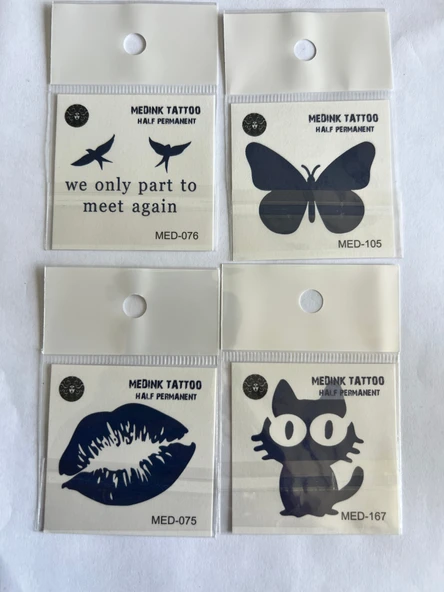 MEDINK TATTOO
HALF PERMANENT
we only part to
meet again
MED-076
MEDINK TATTOO
HALF PERMANENT
MED-105
MEDINK TATTOO
HALF PERMANENT
MED-075
MEDINK TATTOO
HALF PERMANENT
MED-167